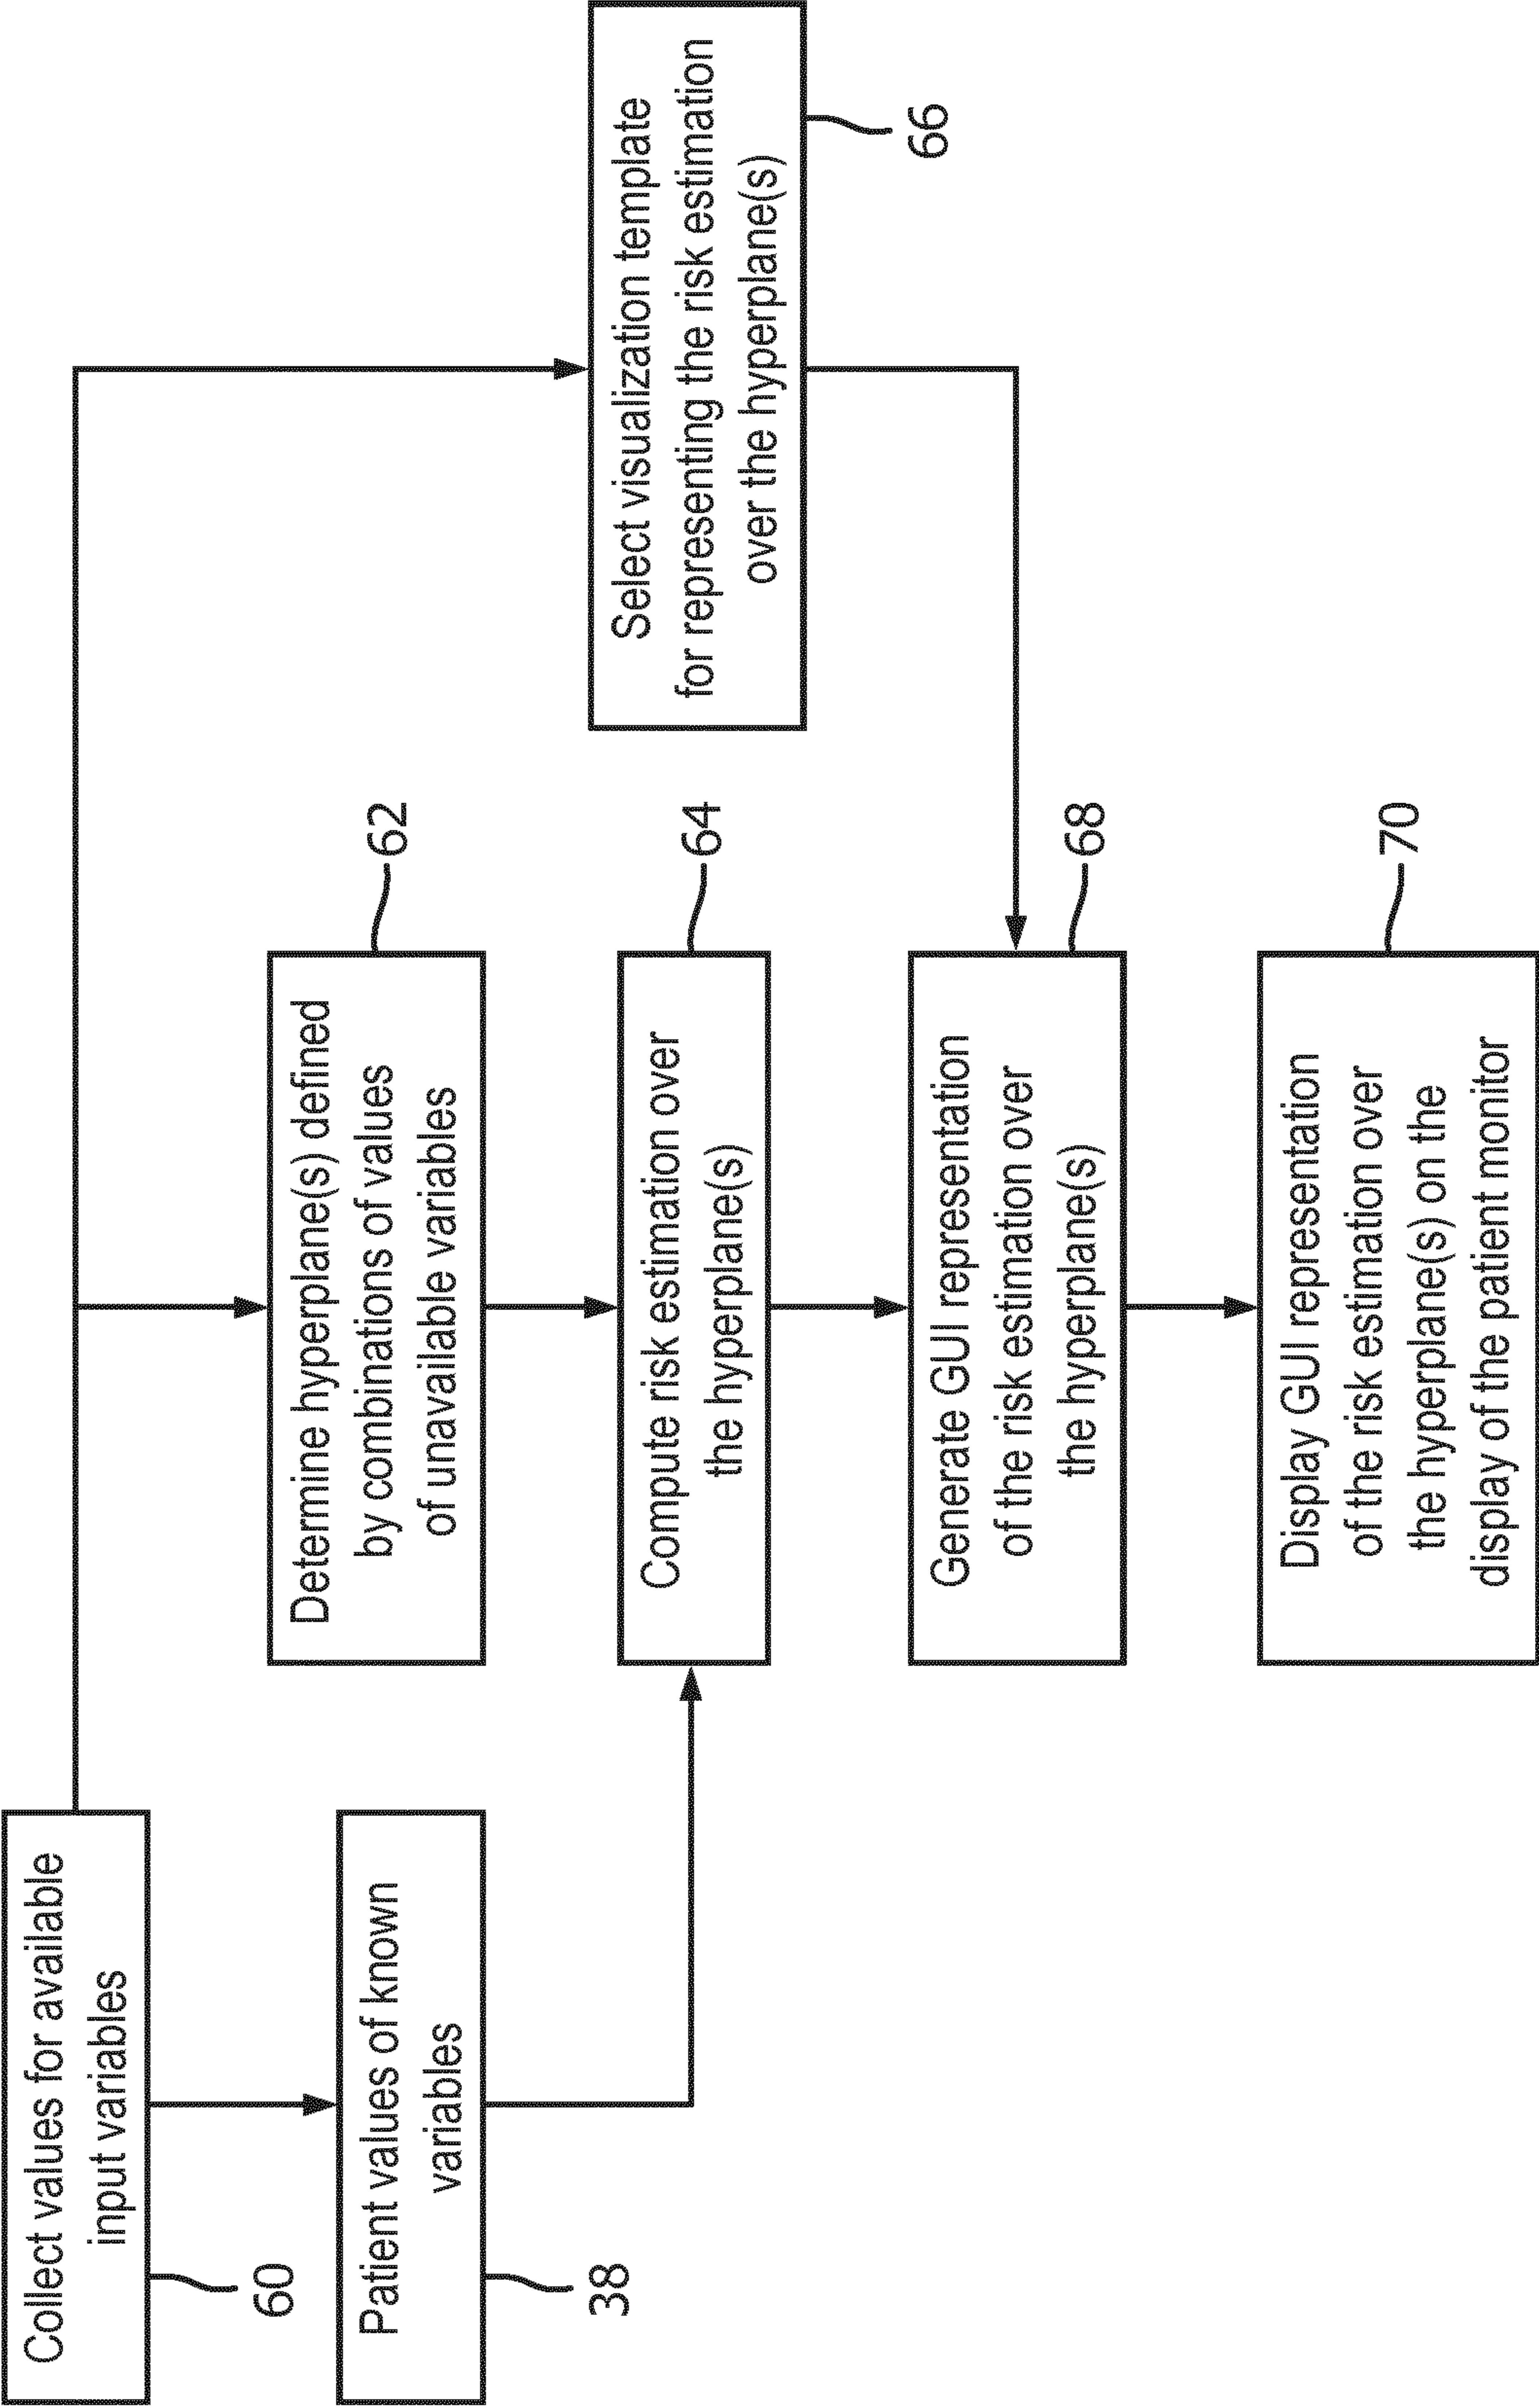 Collect values for available
input variables
60
Patient values of known
variables
38
Determine hyperplane(s) defined
by combinations of values
of unavailable variables
62
Compute risk estimation over
the hyperplane(s)
64
Select visualization template
for representing the risk estimation
over the hyperplane(s)
66
Generate GUI representation
of the risk estimation over
the hyperplane(s)
68
Display GUI representation
of the risk estimation over
the hyperplane(s) on the
display of the patient monitor
70